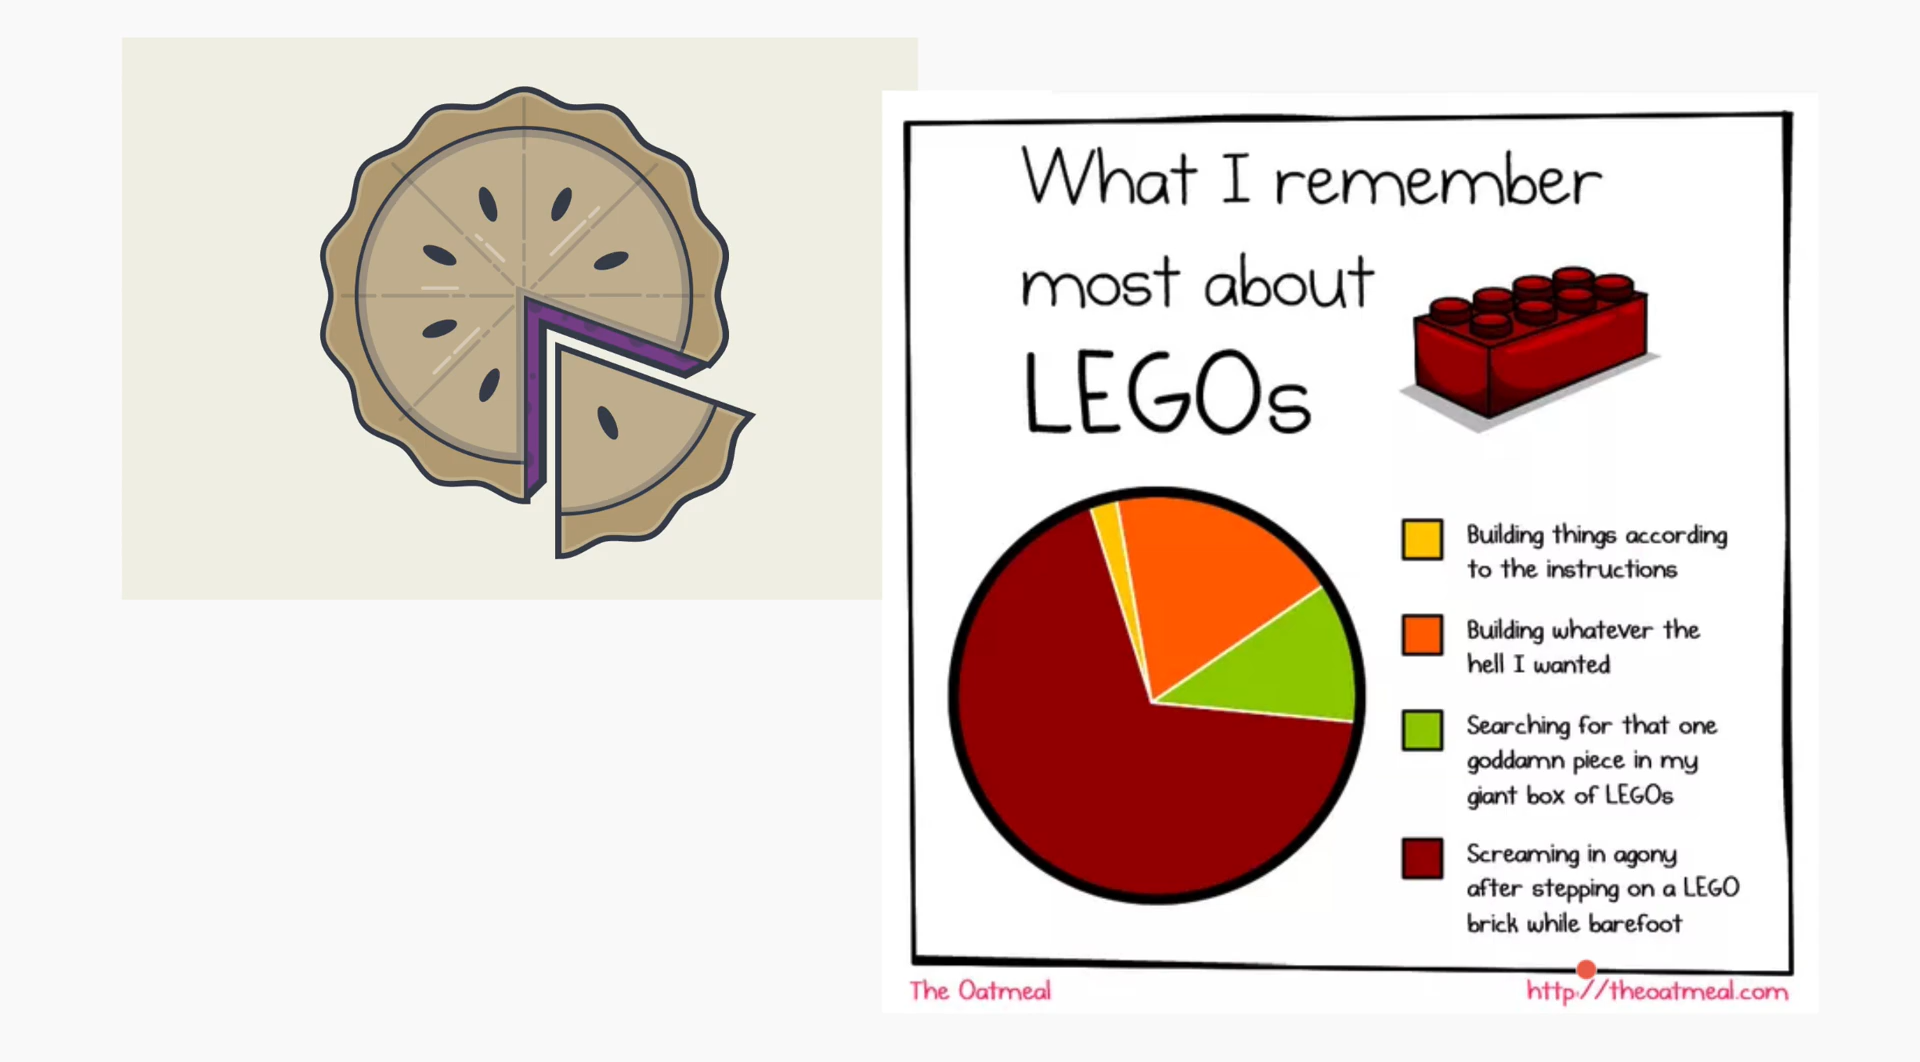 What I remember
most about
LEGOs
Building things according
to the instructions
Building whatever the
hell I wanted
Searching for that one
goddamn piece in my
giant box of LEGOs
Screaming in agony
after stepping on a LEGO
brick while barefoot
The Oatmeal
http://theoatmeal.com